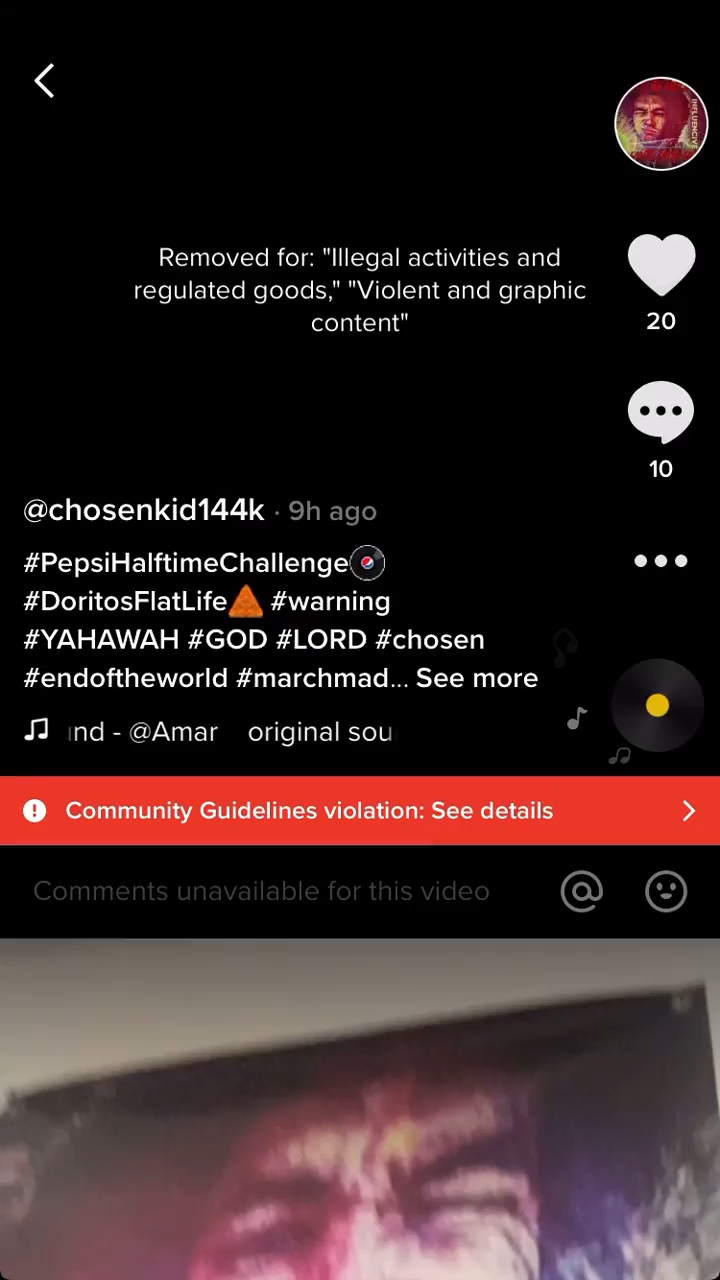 Removed for: "Illegal activities and
regulated goods," "Violent and graphic
content"
20
10
@chosenkid144k · 9h ago
#PepsiHalftimeChallenge
#DoritosFlatLife #warning
#YAHAWAH #GOD #LORD #chosen
#endoftheworld #marchmad... See more
nd - @Amar original sou
Community Guidelines violation: See details
Comments unavailable for this video